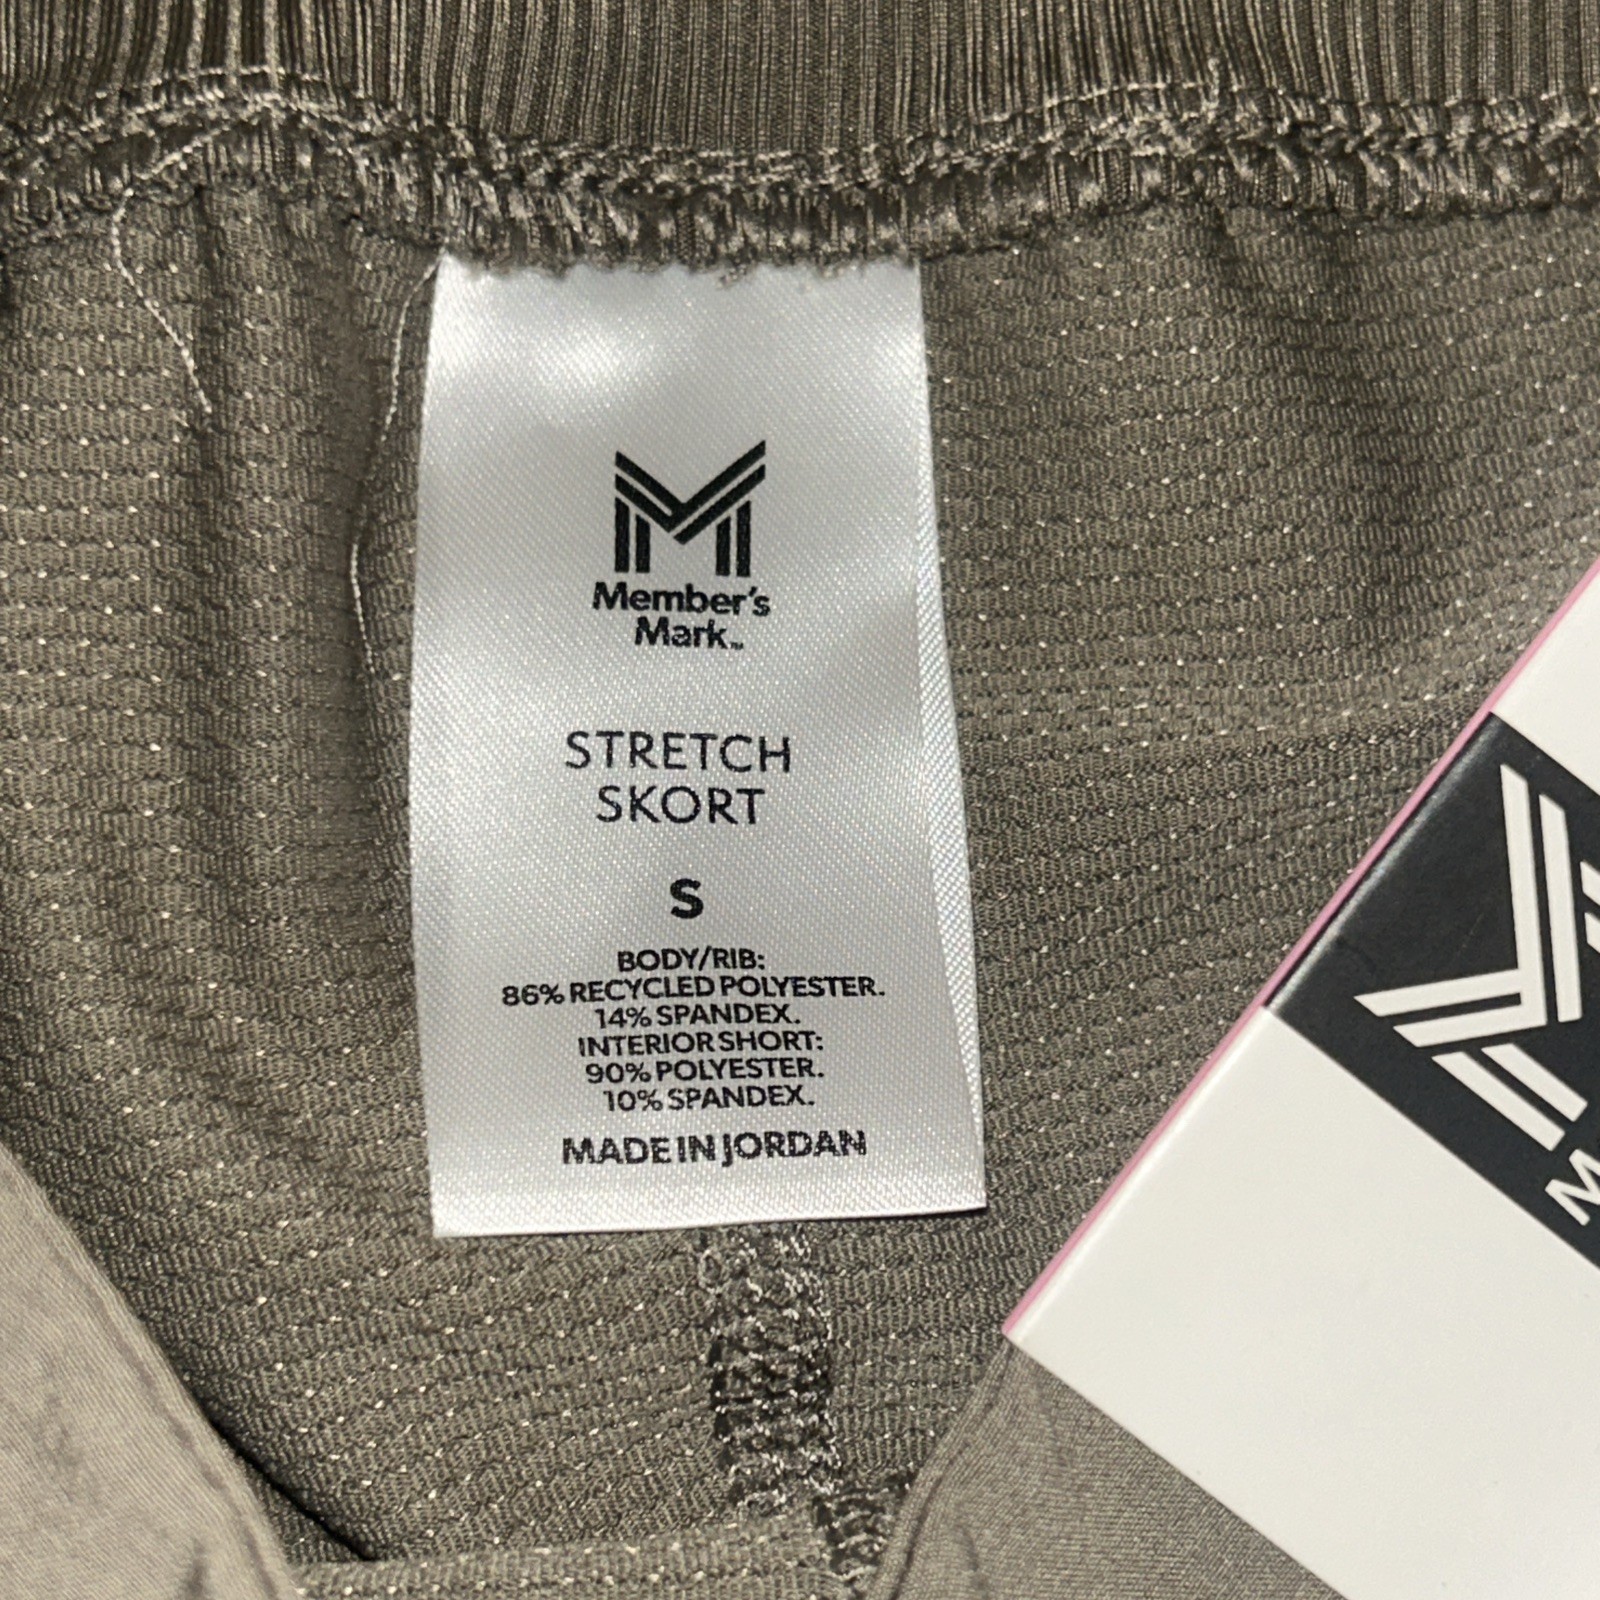 Member's
Mark™
STRETCH
SKORT
S
BODY/RIB:
86% RECYCLED POLYESTER.
14% SPANDEX.
INTERIOR SHORT:
90% POLYESTER.
10% SPANDEX.
MADE IN JORDAN